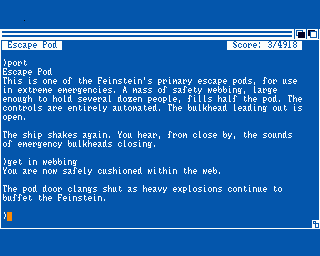 Escape Pod Score: 3/4918
)port
Escape Pod
This is one of the Feinstein's primary escape pods, for use
in extreme emergencies. A mass of safety webbing, large
enough to hold several dozen people, fills half the pod. The
controls are entirely automated. The bulkhead leading out is
open.
The ship shakes again. You hear, from close by, the sounds
of emergency bulkheads closing.
)get in webbing
You are now safely cushioned within the web.
The pod door clangs shut as heavy explosions continue to
buffet the Feinstein.
)